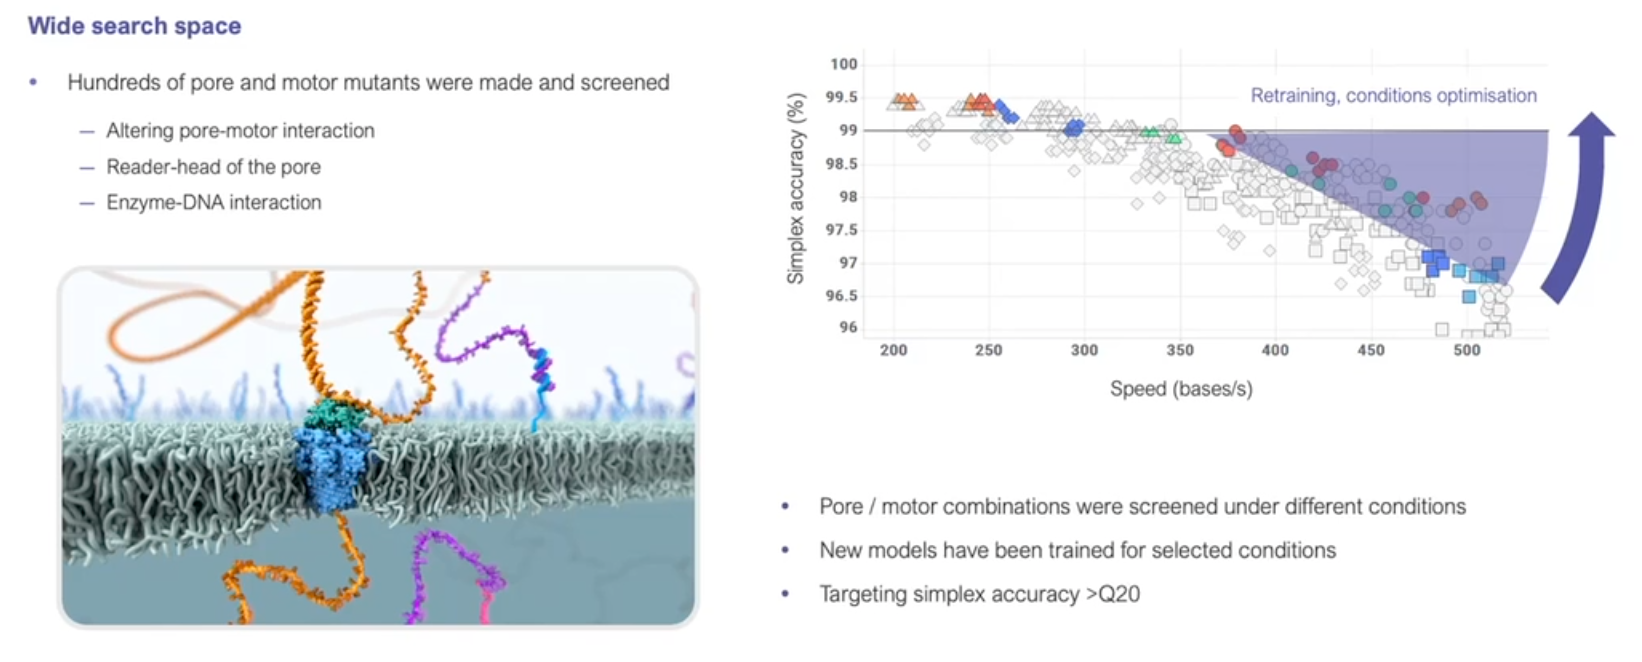 Wide search space
• Hundreds of pore and motor mutants were made and screened
— Altering pore-motor interaction
— Reader-head of the pore
— Enzyme-DNA interaction
Retraining, conditions optimisation
Simplex accuracy (%)
100
99.5
99
98.5
98
97.5
97
96.5
96
200 250 300 350 400 450 500
Speed (bases/s)
• Pore / motor combinations were screened under different conditions
• New models have been trained for selected conditions
• Targeting simplex accuracy >Q20